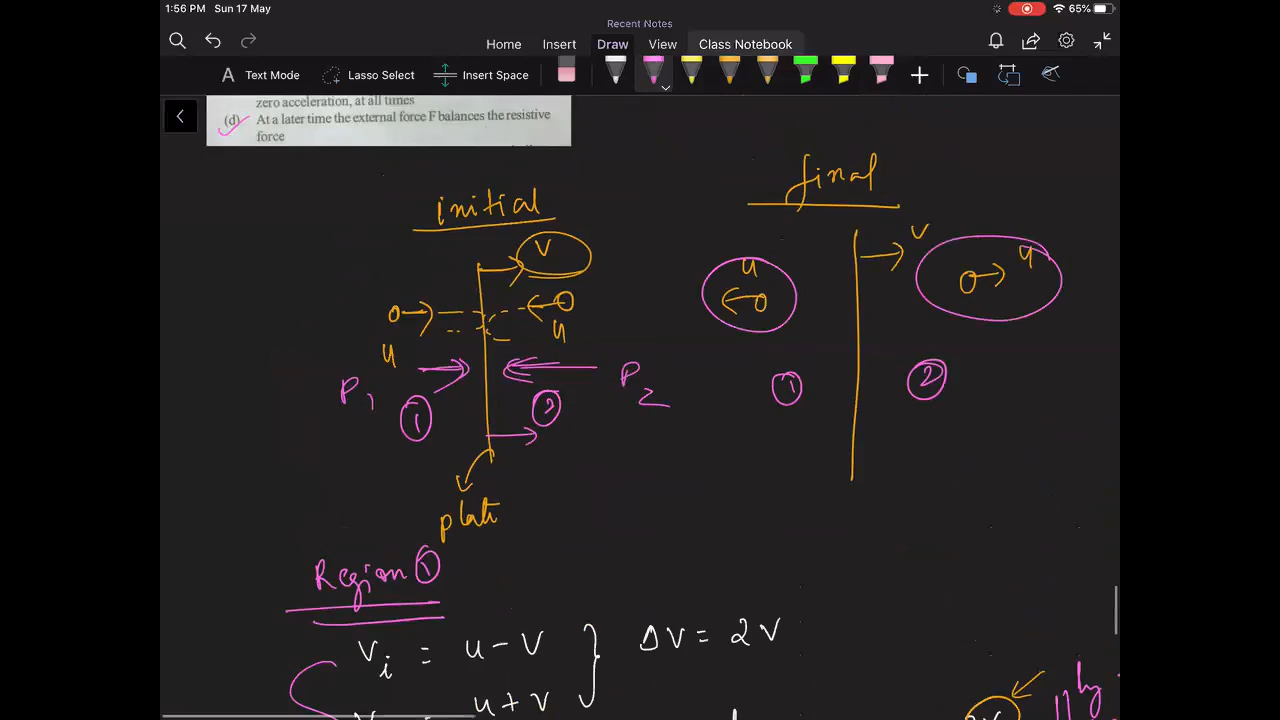 1:56 PM Sun 17 May
65%
Recent Notes
Home Insert Draw View Class Notebook
A Text Mode Lasso Select Insert Space
zero acceleration, at all times
(d) At a later time the external force F balances the resistive
force
initial
final
v
v
u
u
u
u
P1
P2
1
2
1
2
plate
Region 1
Vi = u - v
ΔV = 2V
u + v
lly